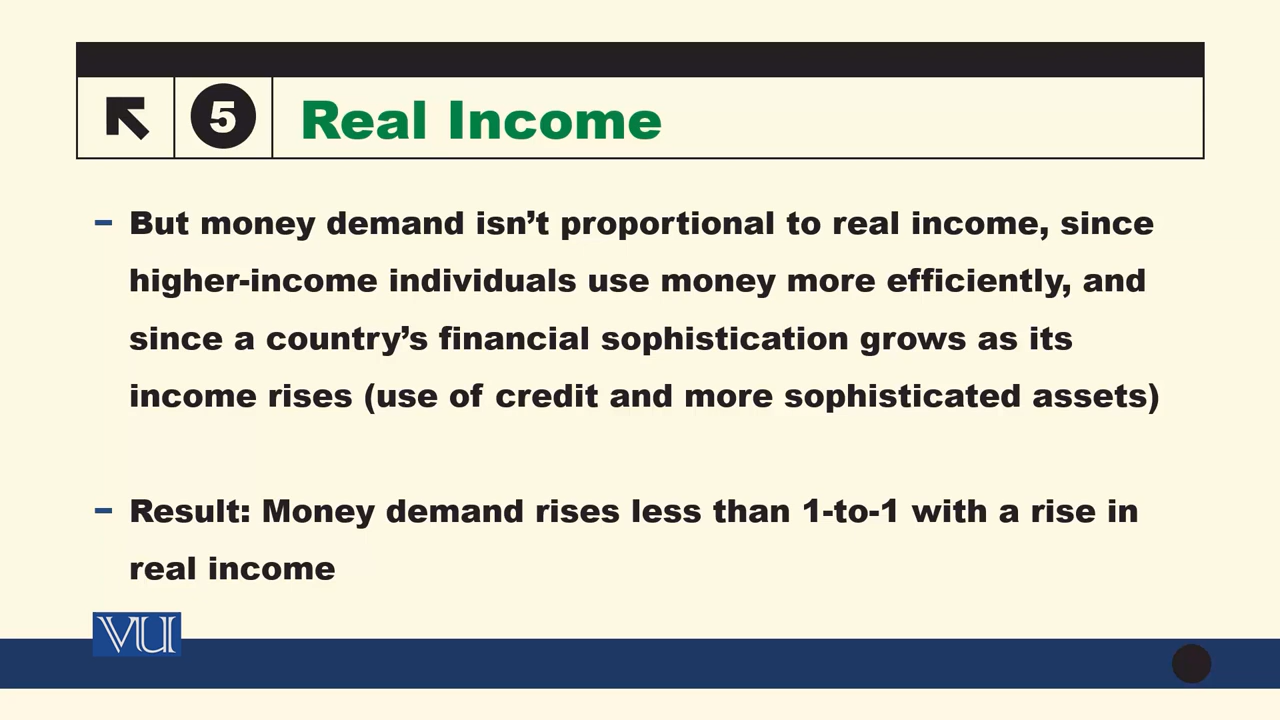 5 Real Income
− But money demand isn’t proportional to real income, since
higher-income individuals use money more efficiently, and
since a country’s financial sophistication grows as its
income rises (use of credit and more sophisticated assets)
− Result: Money demand rises less than 1-to-1 with a rise in
real income
VU